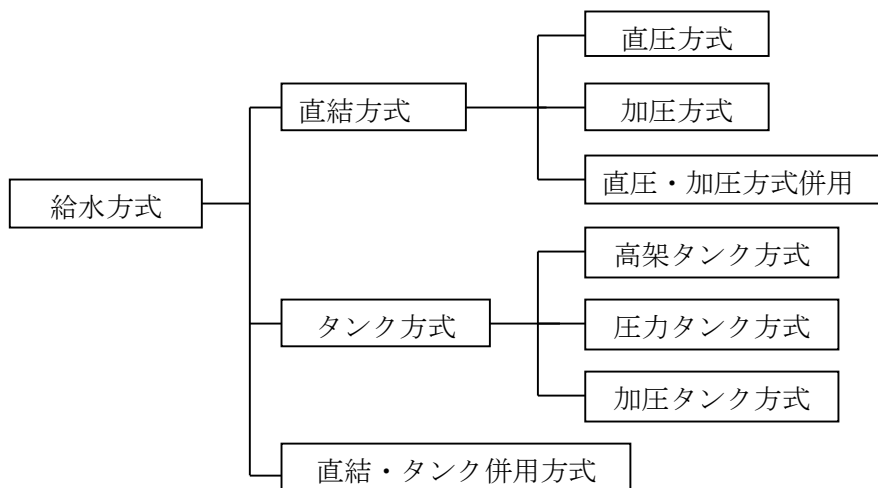 給水方式
直結方式
直圧方式
加圧方式
直圧・加圧方式併用
タンク方式
高架タンク方式
圧力タンク方式
加圧タンク方式
直結・タンク併用方式